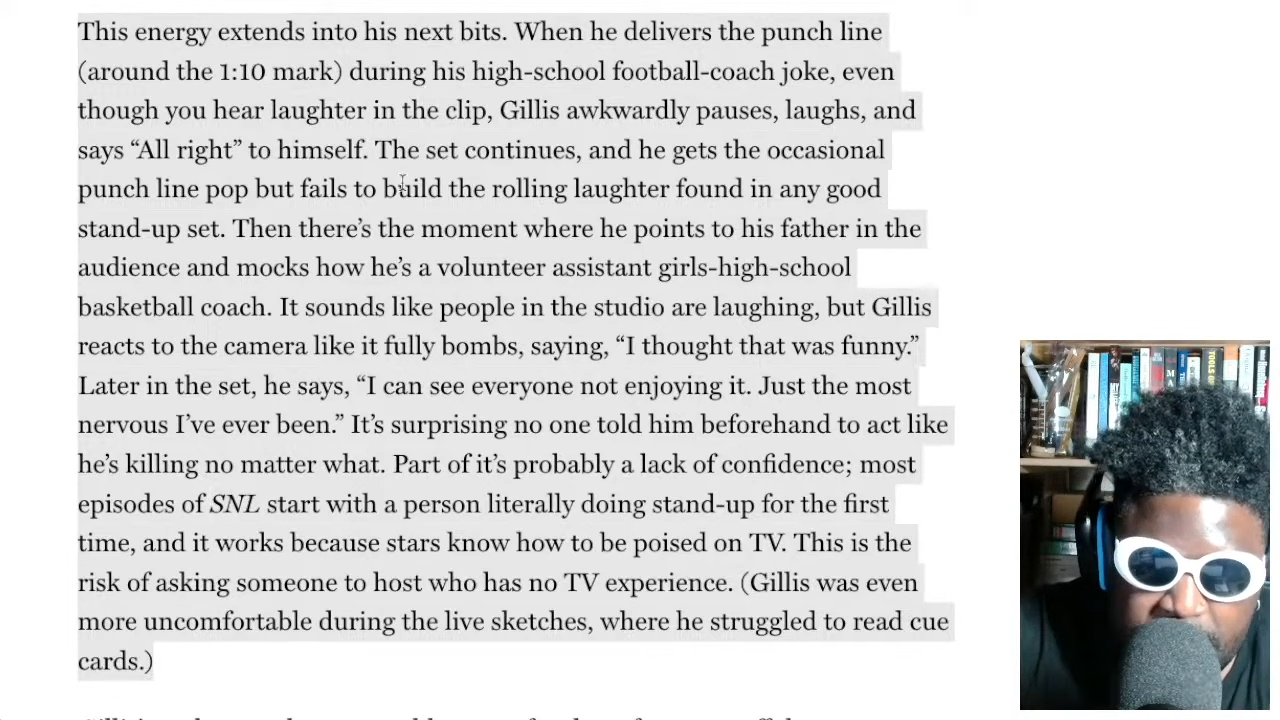 This energy extends into his next bits. When he delivers the punch line
(around the 1:10 mark) during his high-school football-coach joke, even
though you hear laughter in the clip, Gillis awkwardly pauses, laughs, and
says “All right” to himself. The set continues, and he gets the occasional
punch line pop but fails to build the rolling laughter found in any good
stand-up set. Then there’s the moment where he points to his father in the
audience and mocks how he’s a volunteer assistant girls-high-school
basketball coach. It sounds like people in the studio are laughing, but Gillis
reacts to the camera like it fully bombs, saying, “I thought that was funny.”
Later in the set, he says, “I can see everyone not enjoying it. Just the most
nervous I’ve ever been.” It’s surprising no one told him beforehand to act like
he’s killing no matter what. Part of it’s probably a lack of confidence; most
episodes of SNL start with a person literally doing stand-up for the first
time, and it works because stars know how to be poised on TV. This is the
risk of asking someone to host who has no TV experience. (Gillis was even
more uncomfortable during the live sketches, where he struggled to read cue
cards.)